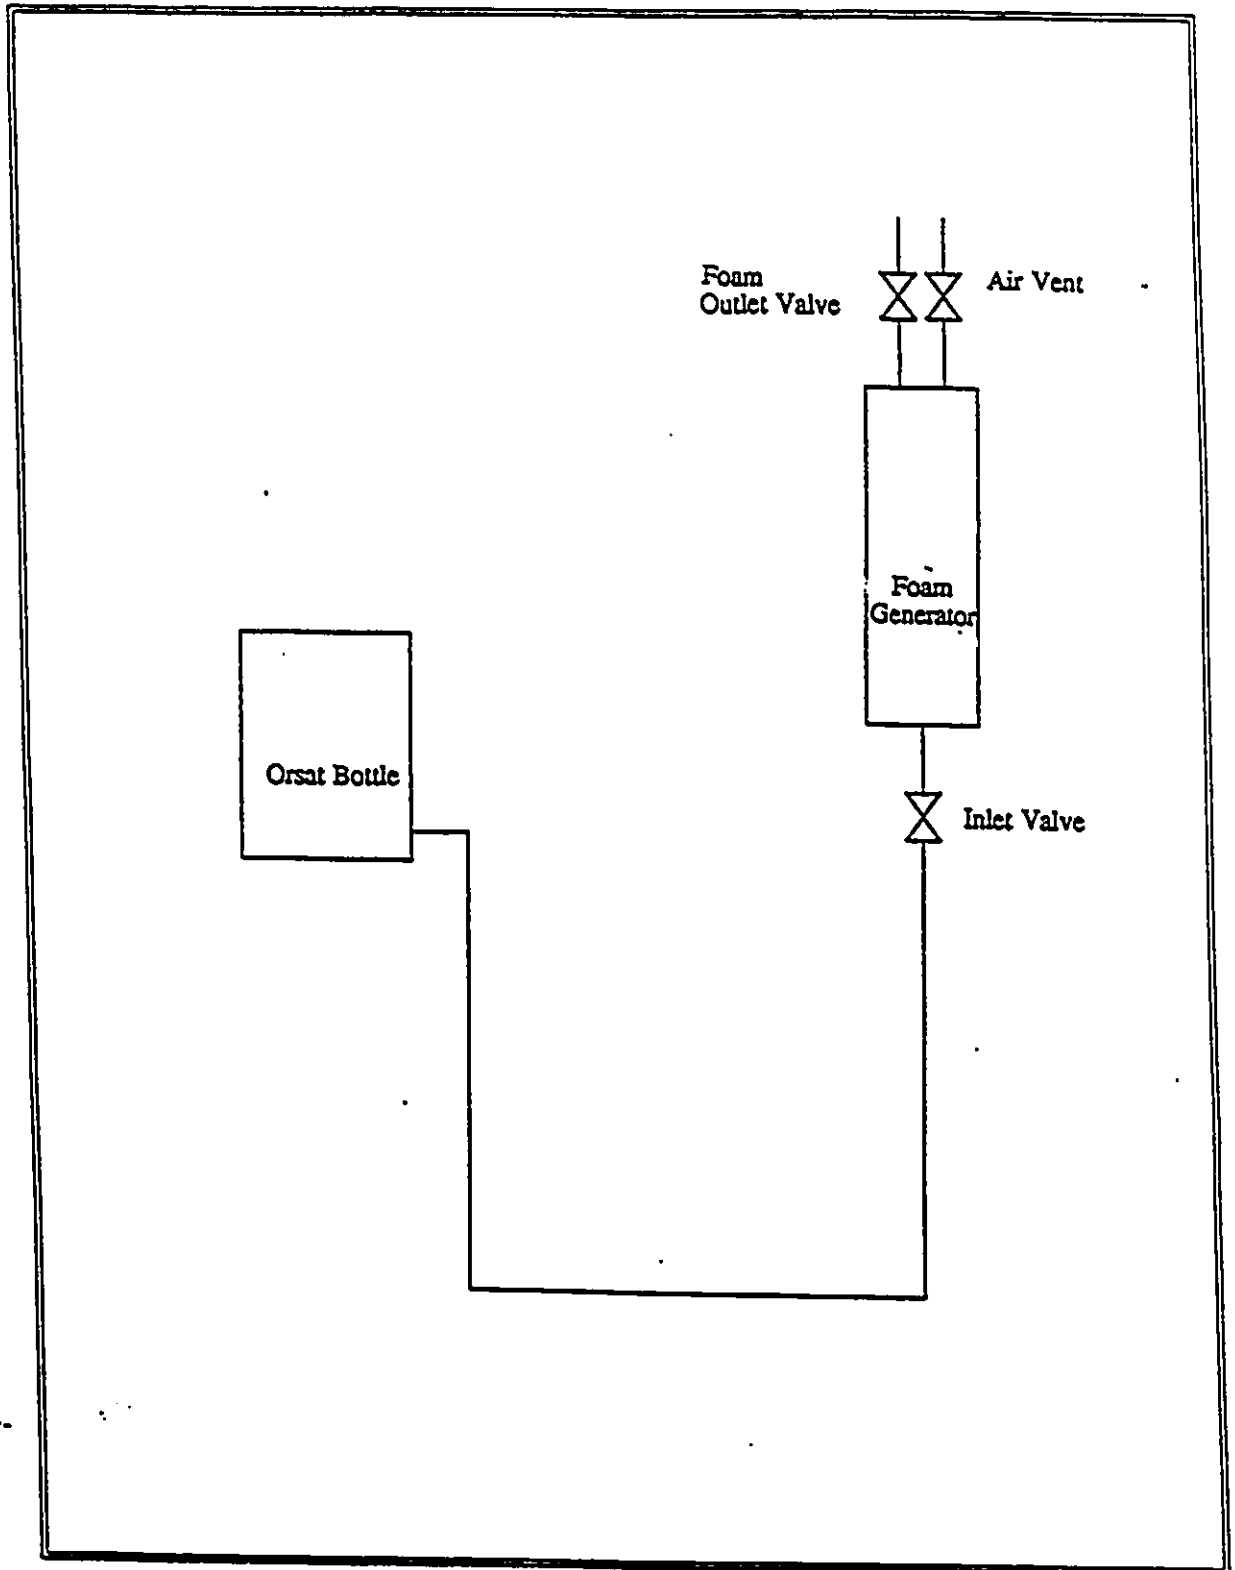 Foam
Outlet Valve
Air Vent
Foam
Generator
Orsat Bottle
Inlet Valve